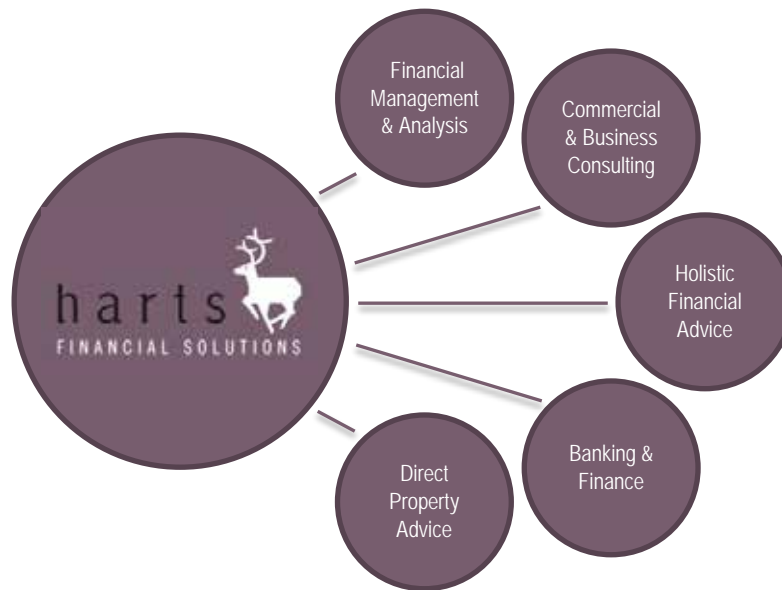 Financial
Management
& Analysis
Commercial
& Business
Consulting
harts
FINANCIAL SOLUTIONS
Holistic
Financial
Advice
Banking &
Finance
Direct
Property
Advice